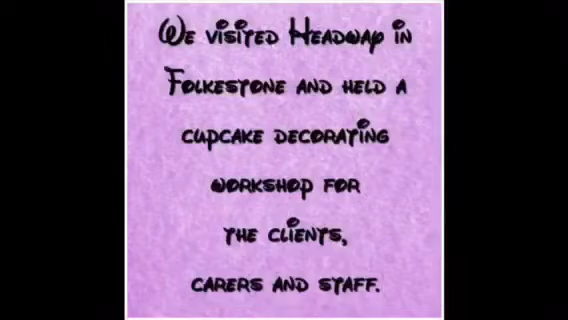 We visited Headway in
Folkestone and held a
cupcake decorating
workshop for
the clients,
carers and staff.